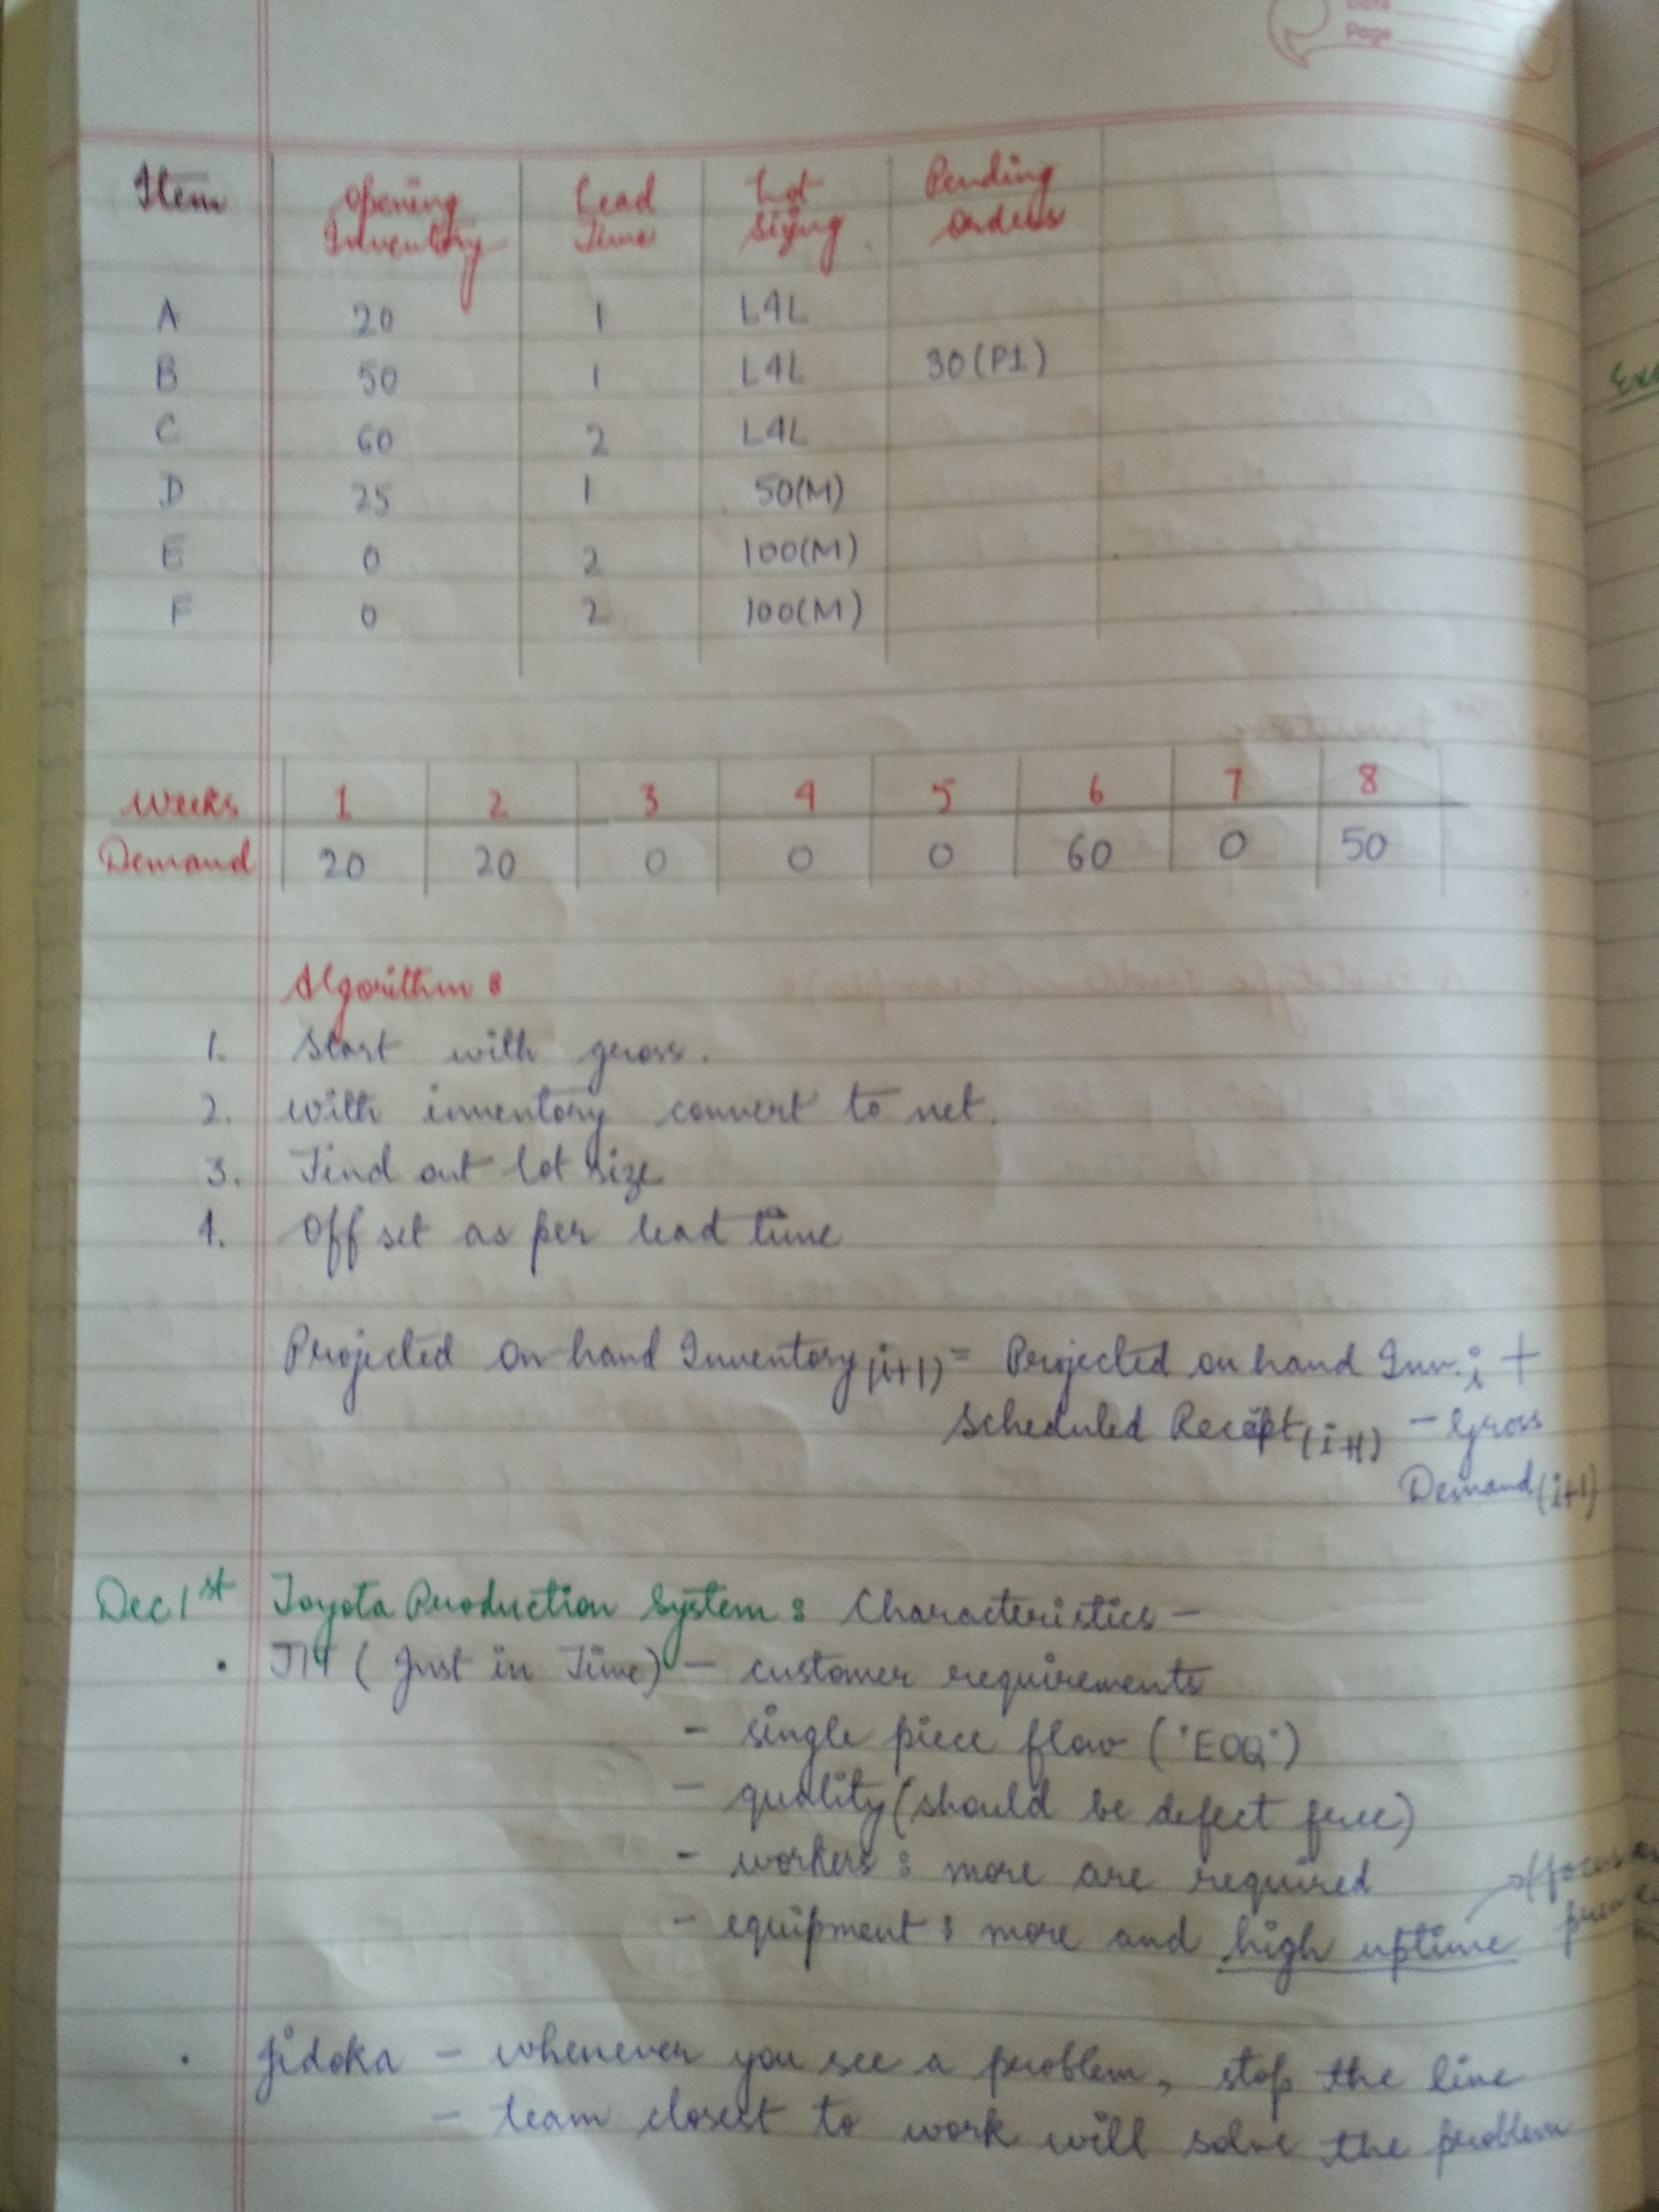 Date
Page
Item Opening Inventory Lead Time Lot Sizing Pending Orders
A 20 1 L4L
B 50 1 L4L 30(P1)
C 60 2 L4L
D 25 1 50(M)
E 0 2 100(M)
F 0 2 100(M)
Weeks 1 2 3 4 5 6 7 8
Demand 20 20 0 0 0 60 0 50
Algorithm :
1. Start with gross.
2. With inventory convert to net.
3. Find out lot size
4. Off set as per lead time
Projected On hand Inventory(i+1) = Projected on hand Inv.i +
Scheduled Receipt(i+1) - Gross
Demand(i+1)
Dec 1st Toyota Production System : Characteristics -
• JIT (Just in Time) - customer requirements
- single piece flow ("EOQ")
- quality (should be defect free)
- workers : more are required
- equipment : more and high uptime
• Jidoka - whenever you see a problem, stop the line
- team closest to work will solve the problem